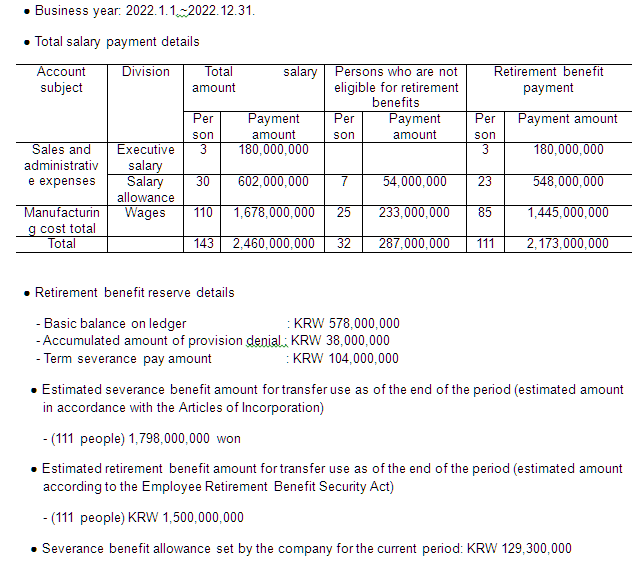 • Business year: 2022.1.1.~2022.12.31.
• Total salary payment details
Account subject | Division | Total salary amount | Persons who are not eligible for retirement benefits | Retirement benefit payment
Per son | Payment amount | Per son | Payment amount | Per son | Payment amount
Sales and administrativ e expenses | Executive salary | 3 | 180,000,000 | | | 3 | 180,000,000
Salary allowance | 30 | 602,000,000 | 7 | 54,000,000 | 23 | 548,000,000
Manufacturin g cost total | Wages | 110 | 1,678,000,000 | 25 | 233,000,000 | 85 | 1,445,000,000
Total | 143 | 2,460,000,000 | 32 | 287,000,000 | 111 | 2,173,000,000
• Retirement benefit reserve details
- Basic balance on ledger : KRW 578,000,000
- Accumulated amount of provision denial : KRW 38,000,000
- Term severance pay amount : KRW 104,000,000
• Estimated severance benefit amount for transfer use as of the end of the period (estimated amount
in accordance with the Articles of Incorporation)
- (111 people) 1,798,000,000 won
• Estimated retirement benefit amount for transfer use as of the end of the period (estimated amount
according to the Employee Retirement Benefit Security Act)
- (111 people) KRW 1,500,000,000
• Severance benefit allowance set by the company for the current period: KRW 129,300,000